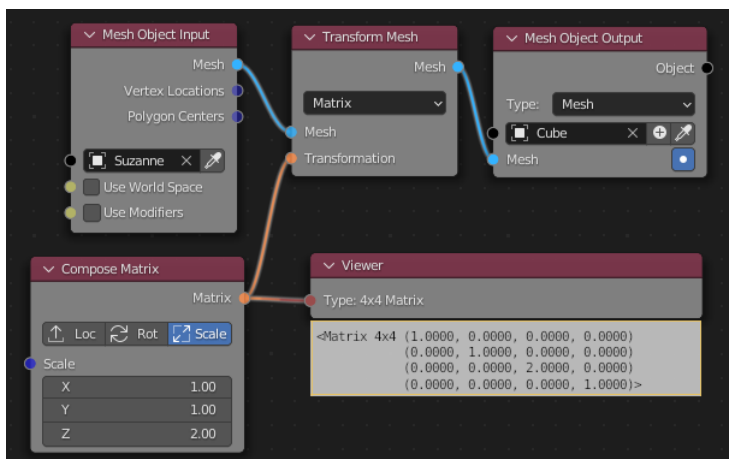 Mesh Object Input
Mesh
Vertex Locations
Polygon Centers
Suzanne
Use World Space
Use Modifiers
Transform Mesh
Mesh
Matrix
Mesh
Transformation
Mesh Object Output
Object
Type: Mesh
Cube
Mesh
Compose Matrix
Matrix
Loc Rot Scale
Scale
X 1.00
Y 1.00
Z 2.00
Viewer
Type: 4x4 Matrix
<Matrix 4x4 (1.0000, 0.0000, 0.0000, 0.0000)
(0.0000, 1.0000, 0.0000, 0.0000)
(0.0000, 0.0000, 2.0000, 0.0000)
(0.0000, 0.0000, 0.0000, 1.0000)>